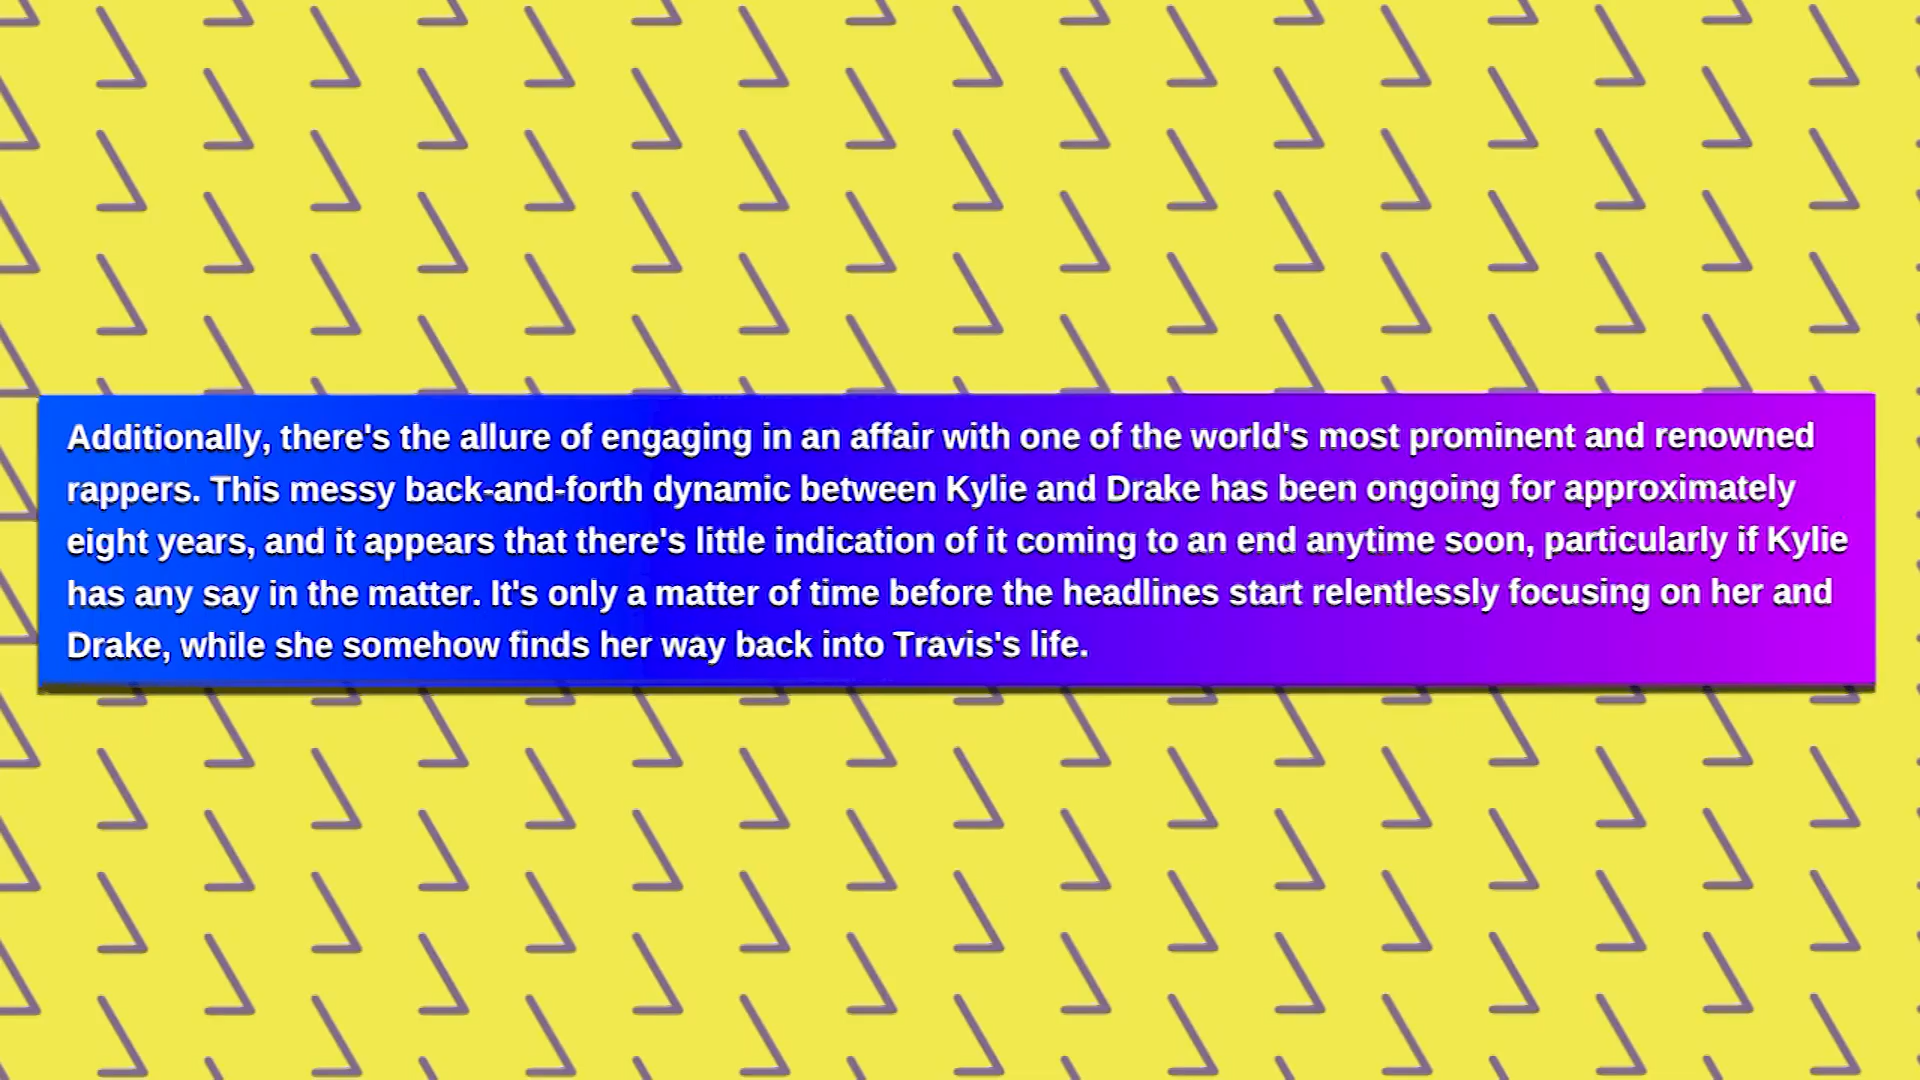 Additionally, there's the allure of engaging in an affair with one of the world's most prominent and renowned
rappers. This messy back-and-forth dynamic between Kylie and Drake has been ongoing for approximately
eight years, and it appears that there's little indication of it coming to an end anytime soon, particularly if Kylie
has any say in the matter. It's only a matter of time before the headlines start relentlessly focusing on her and
Drake, while she somehow finds her way back into Travis's life.